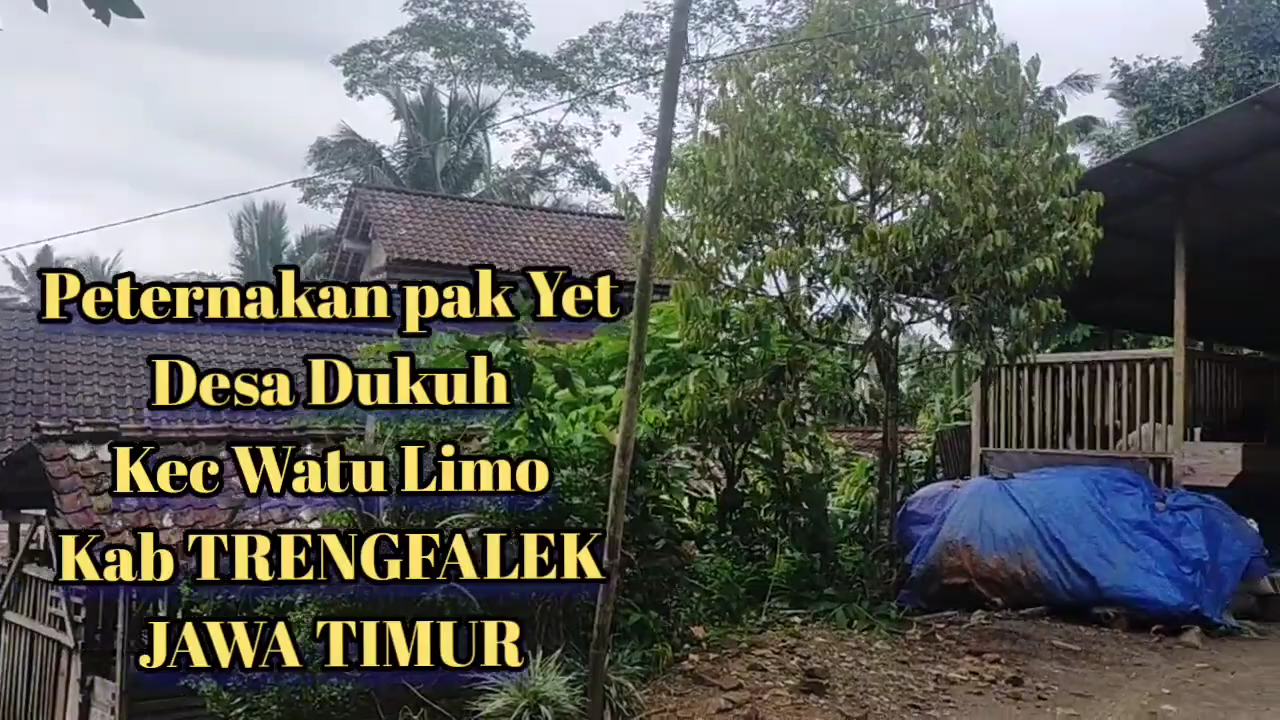 Peternakan pak Yet
Desa Dukuh
Kec Watu Limo
Kab TRENGFALEK
JAWA TIMUR